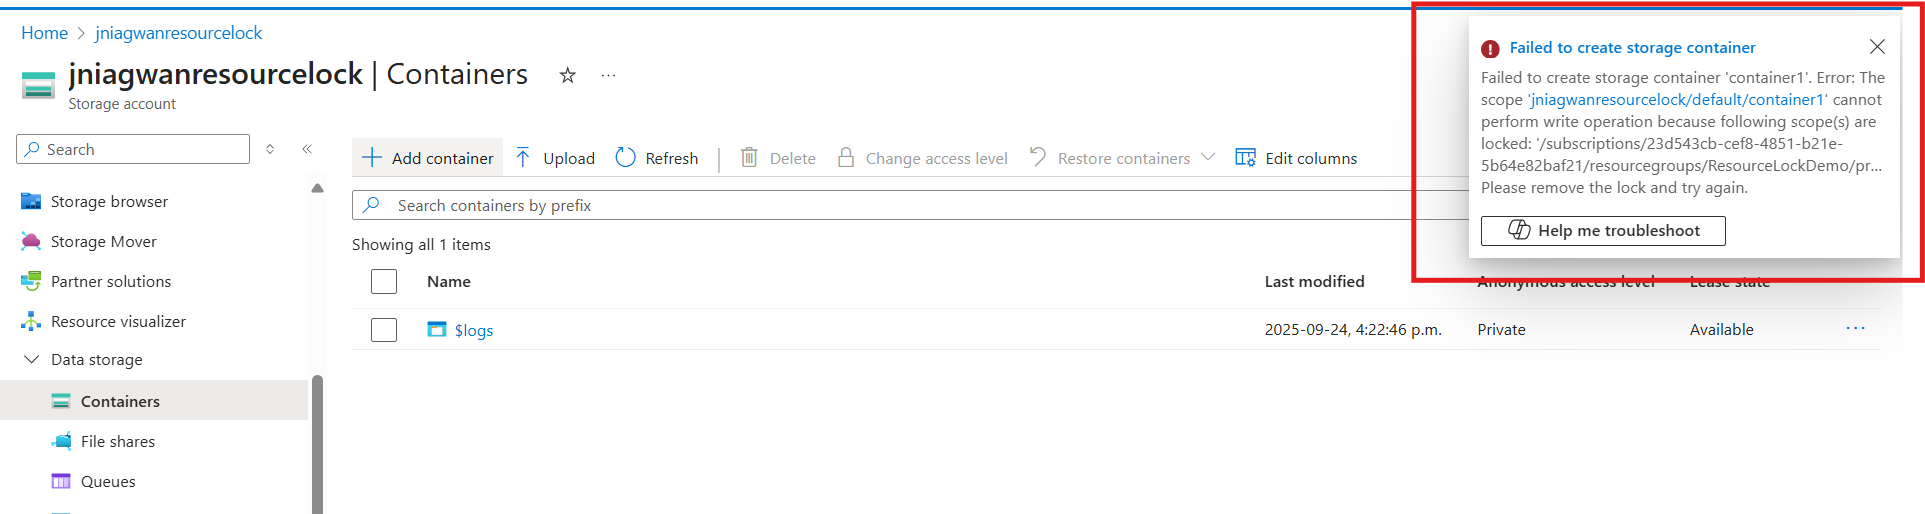 Home > jniagwanresourcelock
jniagwanresourcelock | Containers
Storage account
Search
Storage browser
Storage Mover
Partner solutions
Resource visualizer
Data storage
Containers
File shares
Queues
Add container Upload Refresh Delete Change access level Restore containers Edit columns
Search containers by prefix
Showing all 1 items
Name Last modified Anonymous access level Lease state
$logs 2025-09-24, 4:22:46 p.m. Private Available
Failed to create storage container
Failed to create storage container 'container1'. Error: The
scope 'jniagwanresourcelock/default/container1' cannot
perform write operation because following scope(s) are
locked: '/subscriptions/23d543cb-cef8-4851-b21e-
5b64e82baf21/resourcegroups/ResourceLockDemo/pr...
Please remove the lock and try again.
Help me troubleshoot